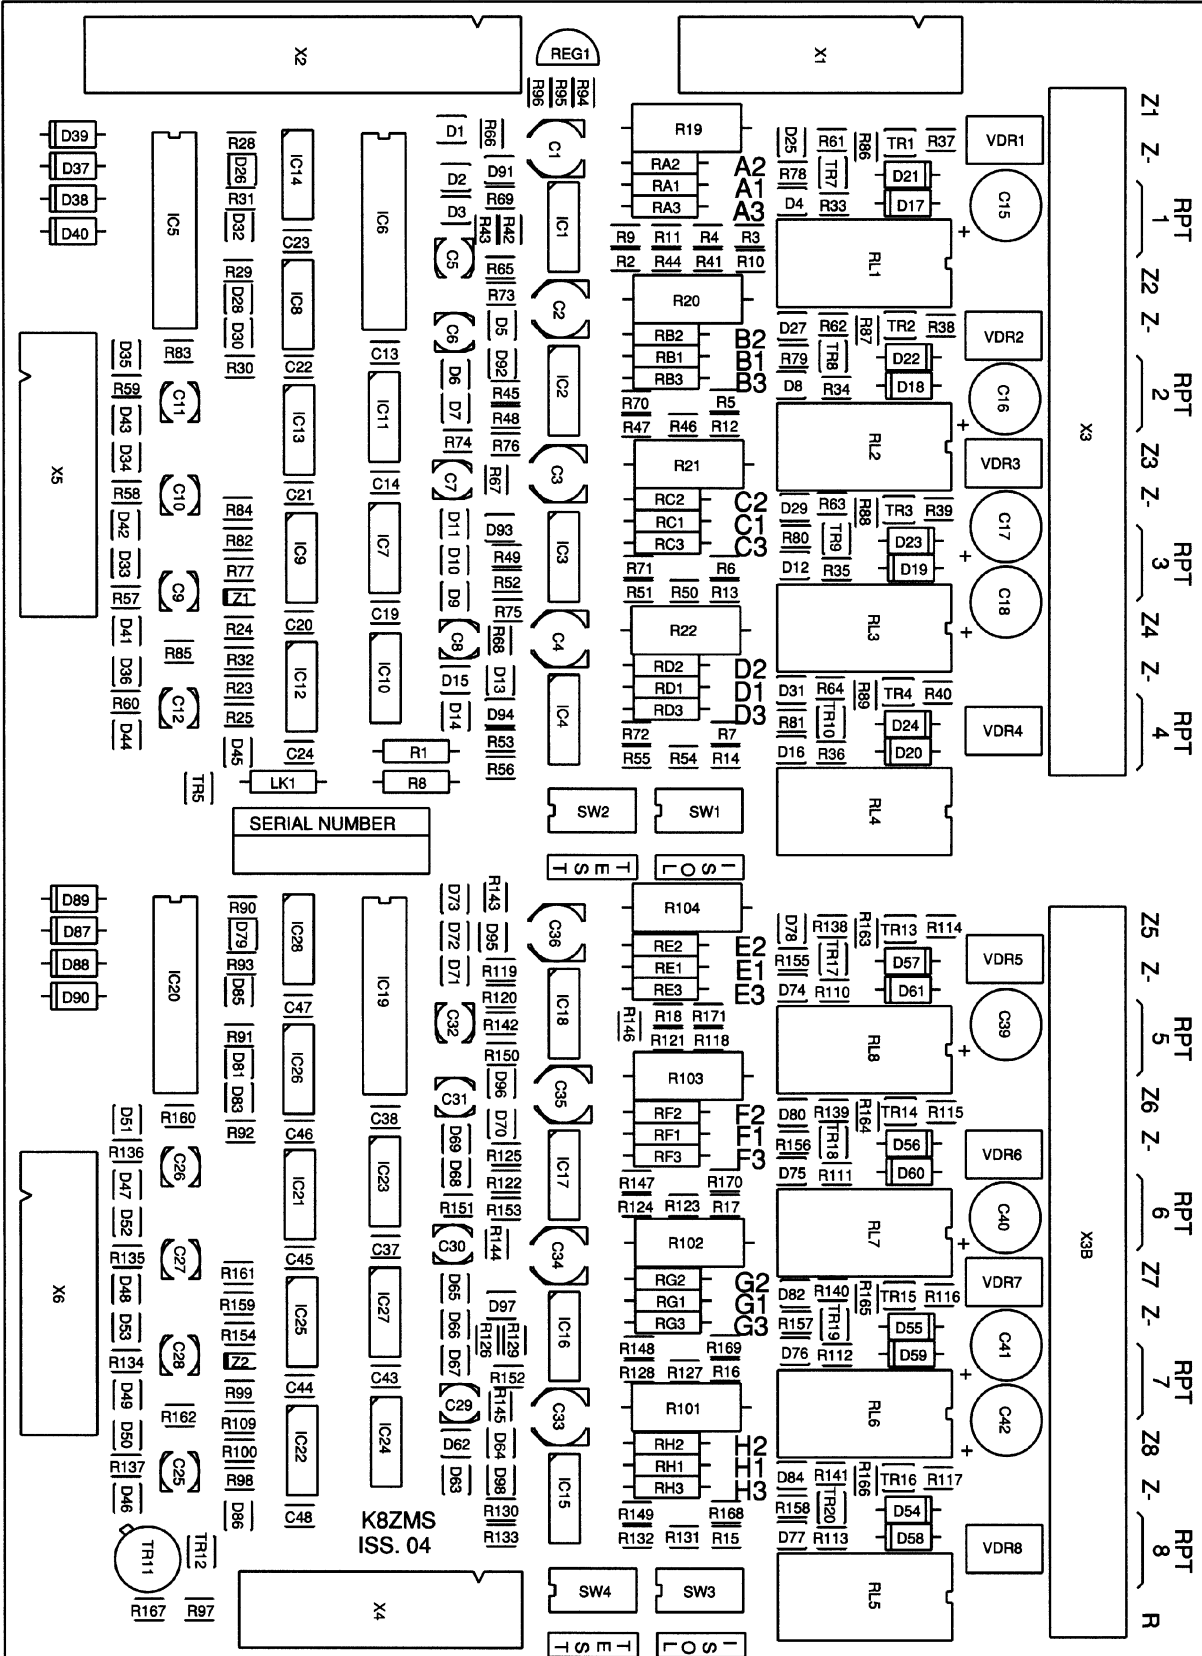 X2
REG1
X1
R96
R95
R94
Z1
D39
D37
D38
D40
IC5
R28
D26
R31
D32
IC14
C23
IC6
D1
R66
D2
D91
R69
D3
R43
R42
C1
IC1
R19
RA2
RA1
RA3
A2
A1
A3
D25
R61
R86
TR1
R37
R78
TR7
D21
D4
R33
D17
VDR1
C15
Z-
RPT
1
R9
R11
R4
R3
R2
R44
R41
R10
RL1
+
Z2
R29
D28
D30
R30
IC8
C22
C13
C5
R65
R73
C6
D5
D92
C2
R20
RB2
RB1
RB3
B2
B1
B3
D27
R62
R87
TR2
R38
R79
TR8
D22
D8
R34
D18
VDR2
C16
Z-
RPT
2
X3
X5
D35
R83
R59
D43
C11
D34
R58
C10
D42
D33
R57
C9
D41
R85
D36
R60
C12
D44
IC13
IC11
D6
D7
R45
R48
R74
R76
IC2
R70
R5
R47
R46
R12
RL2
+
VDR3
Z3
C21
C14
C7
R67
C3
R21
RC2
RC1
RC3
C2
C1
C3
D29
R63
R88
TR3
R39
R80
TR9
D23
D12
R35
D19
C17
+
Z-
RPT
3
R84
R82
R77
Z1
R24
R32
R23
R25
D45
IC9
C20
IC7
C19
D11
D93
D10
R49
D9
R52
R75
IC3
R71
R6
R51
R50
R13
RL3
C18
+
Z4
IC12
C24
IC10
C8
R68
D15
D13
D14
D94
R53
R56
C4
IC4
R22
RD2
RD1
RD3
D2
D1
D3
D31
R64
R89
TR4
R40
R81
TR10
D24
D16
R36
D20
VDR4
Z-
RPT
4
R72
R7
R55
R54
R14
RL4
TR5
LK1
R1
R8
SERIAL NUMBER
SW2
SW1
TEST
ISOL
D89
D87
D88
D90
IC20
R90
D79
R93
D85
IC28
C47
IC19
D73
R143
D72
D95
D71
R119
R120
C32
R142
R150
C36
IC18
R104
RE2
RE1
RE3
E2
E1
E3
D78
R138
R163
TR13
R114
R155
TR17
D57
D74
R110
D61
VDR5
C39
Z5
Z-
RPT
5
R146
R18
R171
R121
R118
RL8
+
R91
D81
D83
R92
IC26
C46
C38
C31
D96
D70
C35
R103
RF2
RF1
RF3
F2
F1
F3
D80
R139
R164
TR14
R115
R156
TR18
D56
D75
R111
D60
VDR6
Z6
Z-
RPT
6
X3B
X6
D51
R160
R136
C26
D47
D52
R135
C27
D48
D53
R134
C28
D49
R162
D50
R137
C25
D46
IC21
IC23
D69
D68
R125
R122
R151
R153
IC17
R147
R170
R124
R123
R17
RL7
C40
+
VDR7
Z7
C45
C37
C30
R144
C34
R102
RG2
RG1
RG3
G2
G1
G3
D82
R140
R165
TR15
R116
R157
TR19
D55
D76
R112
D59
C41
+
Z-
RPT
7
R161
R159
R154
Z2
R99
R109
R100
R98
D86
IC25
C44
IC27
C43
D65
D97
D66
R126
R129
D67
R152
IC16
R148
R169
R128
R127
R16
RL6
C42
+
Z8
IC22
C48
IC24
C29
R145
D62
D64
D63
D98
R130
R133
C33
IC15
R101
RH2
RH1
RH3
H2
H1
H3
D84
R141
R166
TR16
R117
R158
TR20
D54
D77
R113
D58
VDR8
Z-
RPT
8
R149
R168
R132
R131
R15
RL5
K8ZMS
ISS. 04
TR11
TR12
R167
R97
X4
SW4
SW3
TEST
ISOL
R